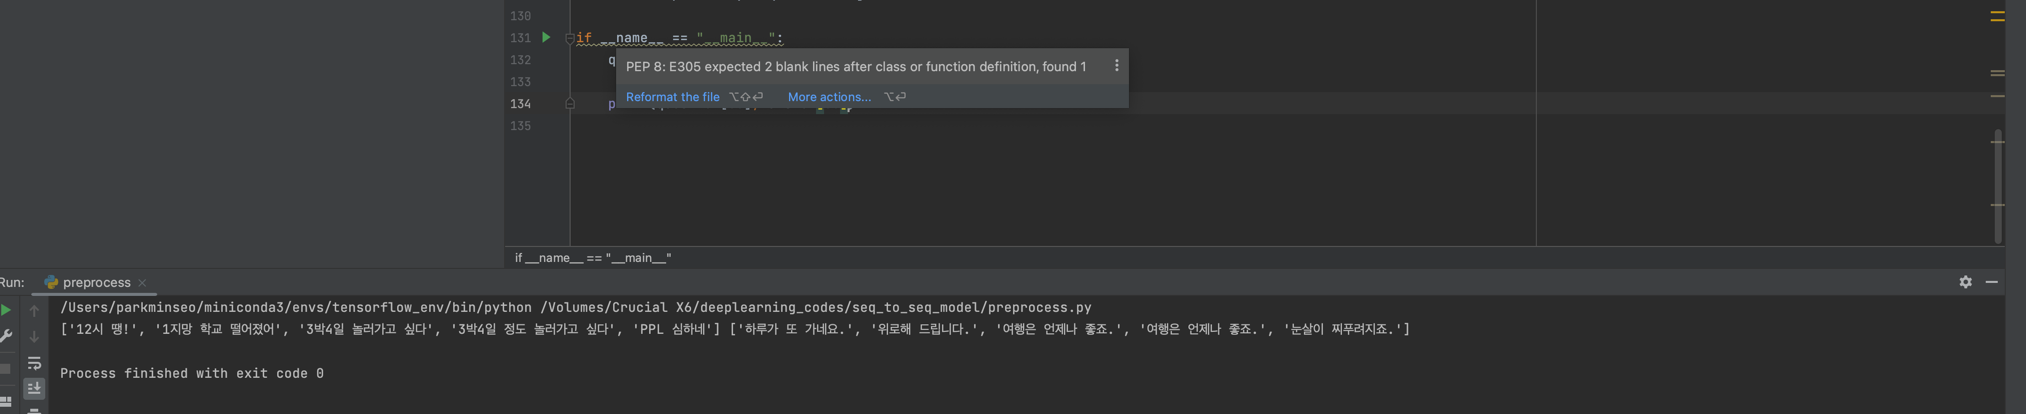 130
131 if __name__ == "__main__":
132 q
PEP 8: E305 expected 2 blank lines after class or function definition, found 1
133
Reformat the file ⌥⇧⏎ More actions... ⌥⏎
134 p
135
if __name__ == "__main__"
Run: preprocess
/Users/parkminseo/miniconda3/envs/tensorflow_env/bin/python /Volumes/Crucial X6/deeplearning_codes/seq_to_seq_model/preprocess.py
['12시 땡!', '1지망 학교 떨어졌어', '3박4일 놀러가고 싶다', '3박4일 정도 놀러가고 싶다', 'PPL 심하네'] ['하루가 또 가네요.', '위로해 드립니다.', '여행은 언제나 좋죠.', '여행은 언제나 좋죠.', '눈살이 찌푸려지죠.']
Process finished with exit code 0